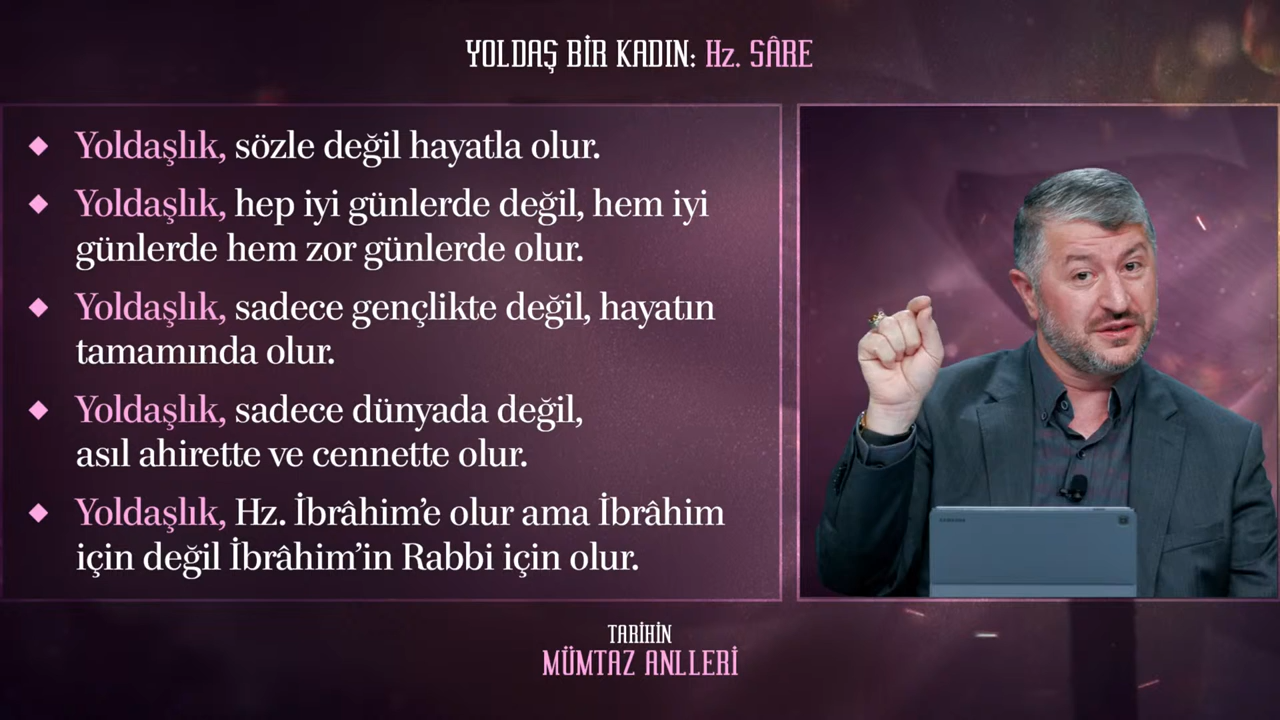 YOLDAŞ BİR KADIN: Hz. SÂRE
Yoldaşlık, sözle değil hayatla olur.
Yoldaşlık, hep iyi günlerde değil, hem iyi
günlerde hem zor günlerde olur.
Yoldaşlık, sadece gençlikte değil, hayatın
tamamında olur.
Yoldaşlık, sadece dünyada değil,
asıl ahirette ve cennette olur.
Yoldaşlık, Hz. İbrâhim’e olur ama İbrâhim
için değil İbrâhim’in Rabbi için olur.
SAMSUNG
TARİHİN
MÜMTAZ ANLLERİ